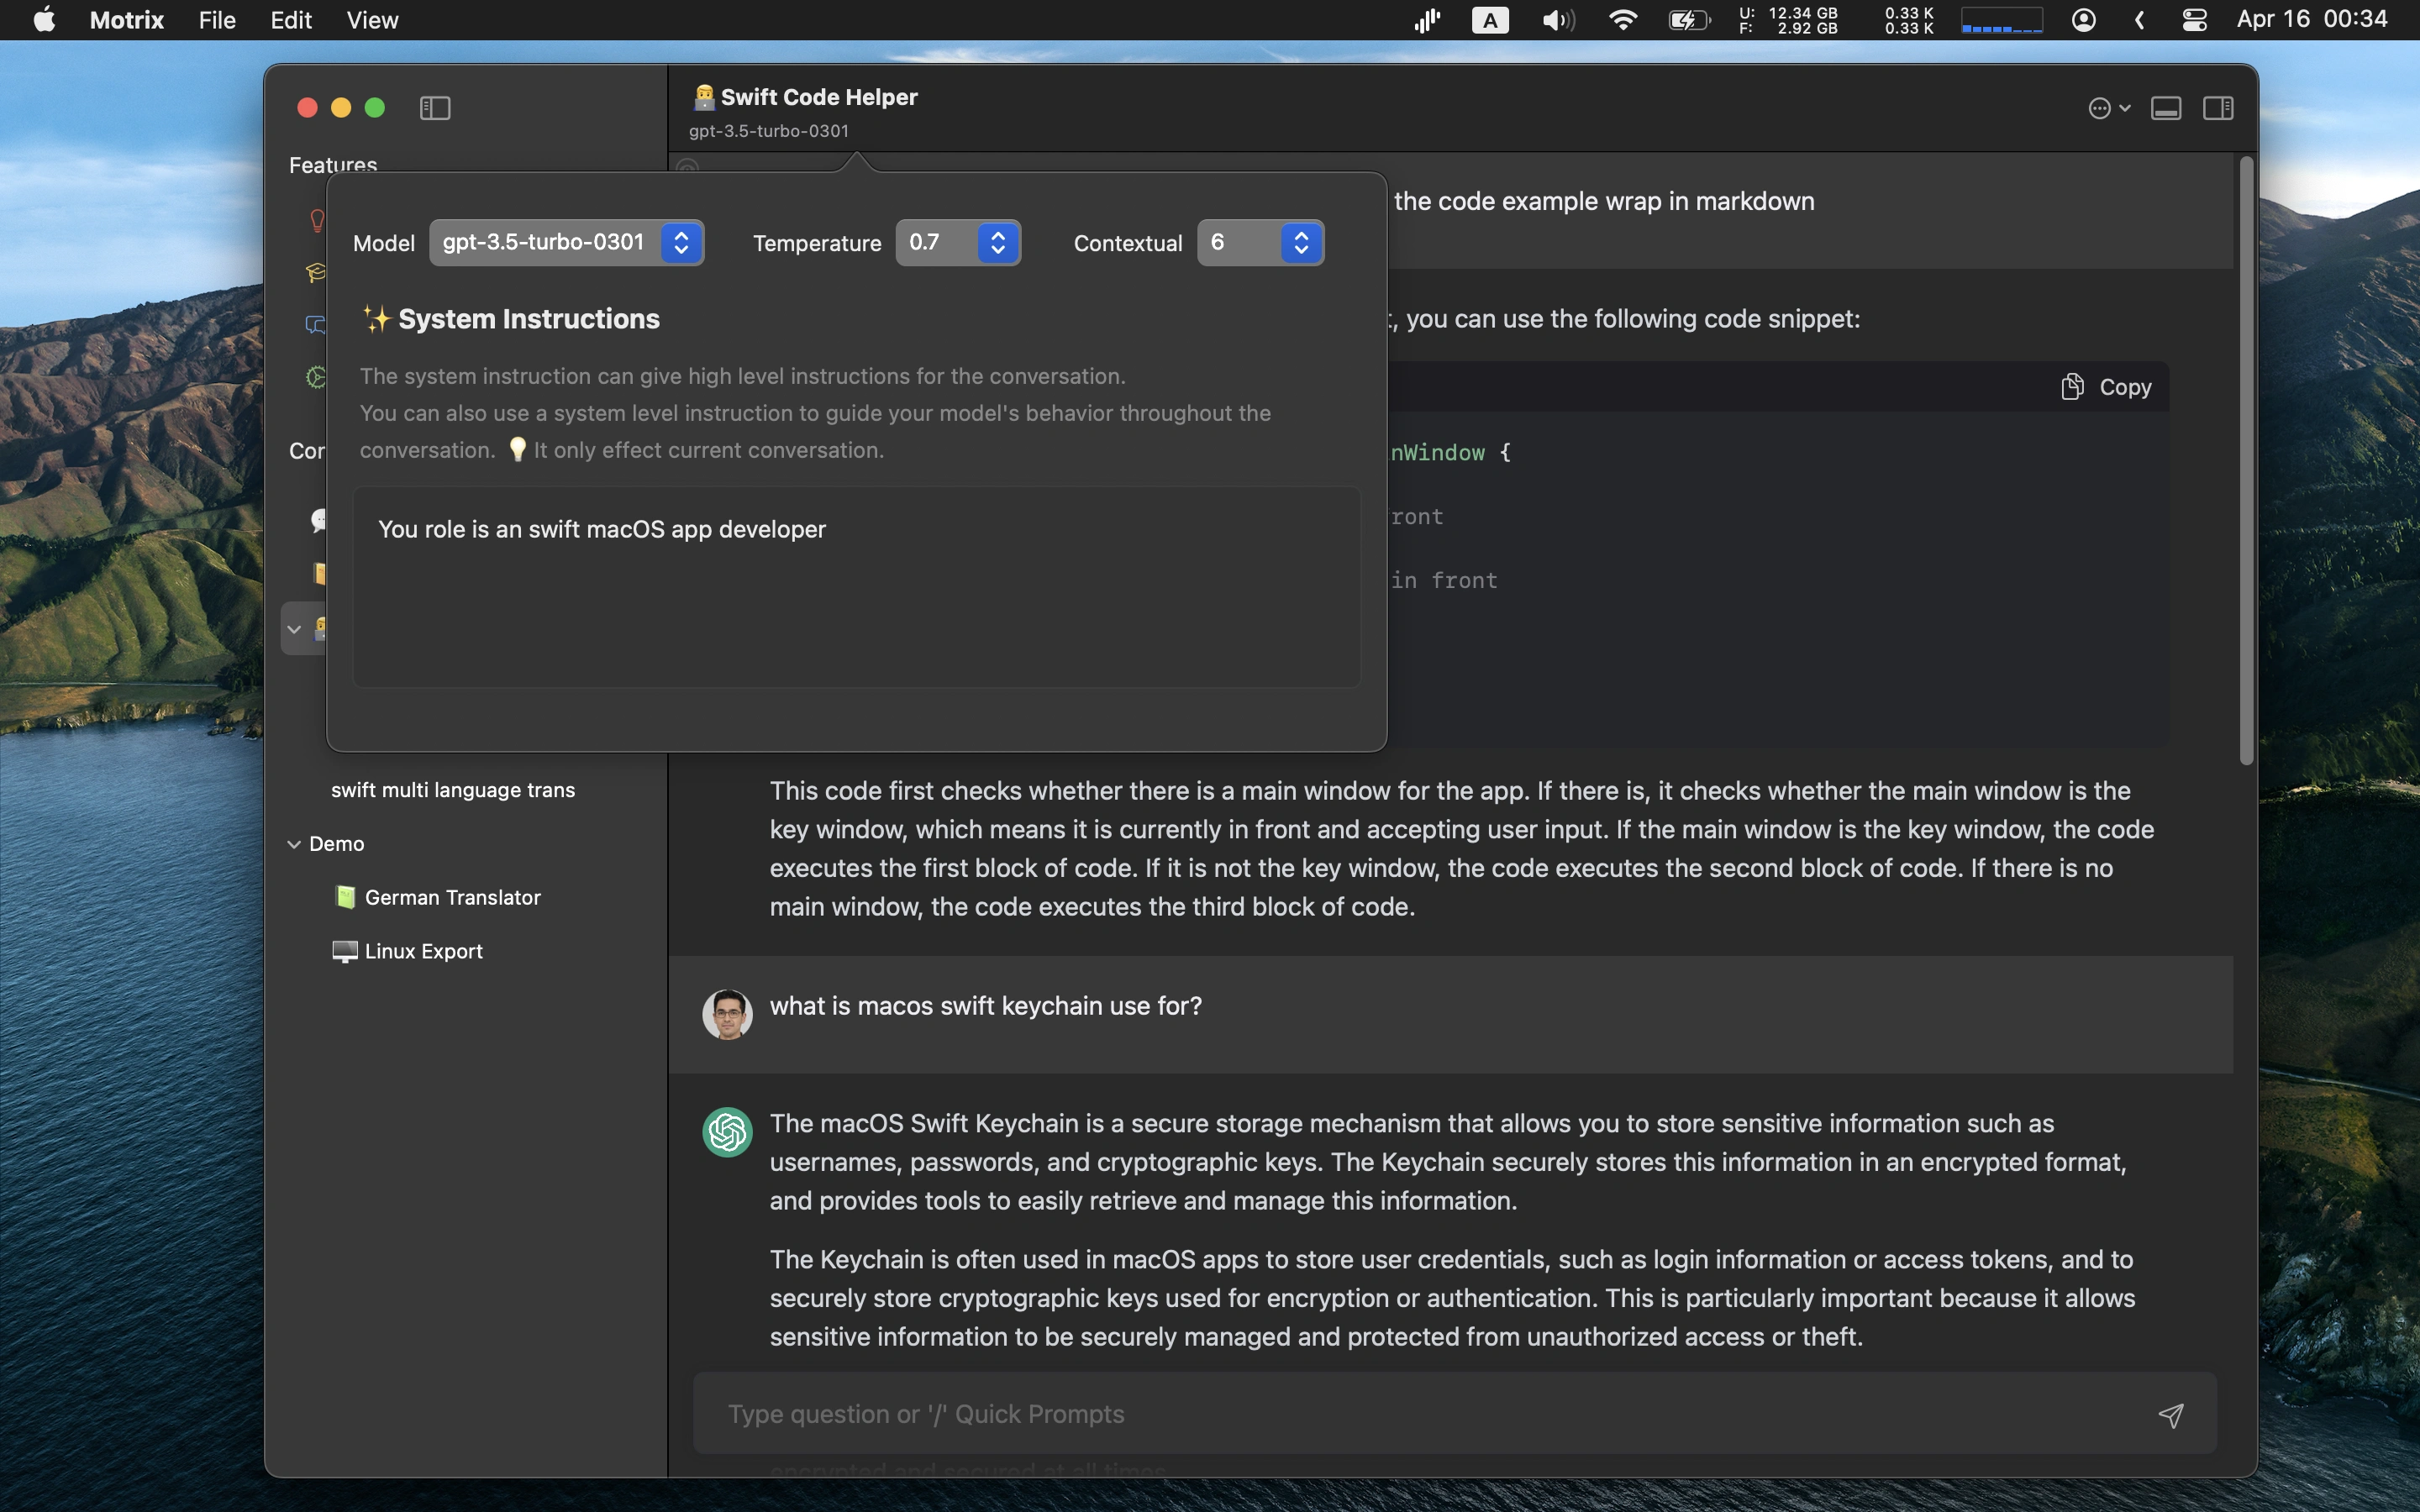 Motrix File Edit View
A
U: 12.34 GB
F: 2.92 GB
0.33 K
0.33 K
Apr 16 00:34
Swift Code Helper
gpt-3.5-turbo-0301
Features
Model gpt-3.5-turbo-0301 Temperature 0.7 Contextual 6
System Instructions
The system instruction can give high level instructions for the conversation.
You can also use a system level instruction to guide your model's behavior throughout the
conversation. It only effect current conversation.
You role is an swift macOS app developer
the code example wrap in markdown
, you can use the following code snippet:
Copy
nWindow {
ront
in front
swift multi language trans
Demo
German Translator
Linux Export
This code first checks whether there is a main window for the app. If there is, it checks whether the main window is the
key window, which means it is currently in front and accepting user input. If the main window is the key window, the code
executes the first block of code. If it is not the key window, the code executes the second block of code. If there is no
main window, the code executes the third block of code.
what is macos swift keychain use for?
The macOS Swift Keychain is a secure storage mechanism that allows you to store sensitive information such as
usernames, passwords, and cryptographic keys. The Keychain securely stores this information in an encrypted format,
and provides tools to easily retrieve and manage this information.
The Keychain is often used in macOS apps to store user credentials, such as login information or access tokens, and to
securely store cryptographic keys used for encryption or authentication. This is particularly important because it allows
sensitive information to be securely managed and protected from unauthorized access or theft.
Type question or '/' Quick Prompts
encrypted and secured at all times